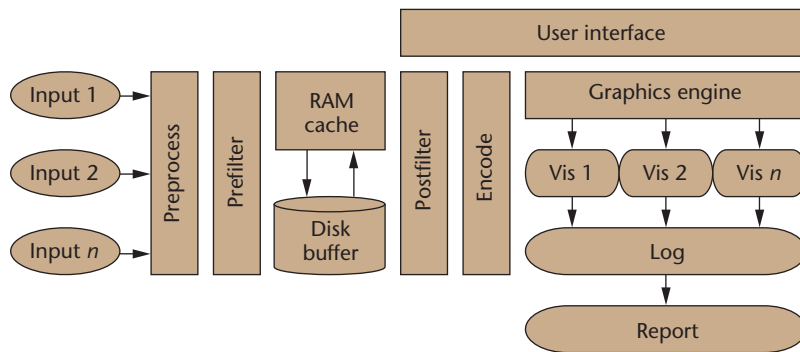 User interface
Input 1
Input 2
Input n
Preprocess
Prefilter
RAM
cache
Disk
buffer
Postfilter
Encode
Graphics engine
Vis 1
Vis 2
Vis n
Log
Report